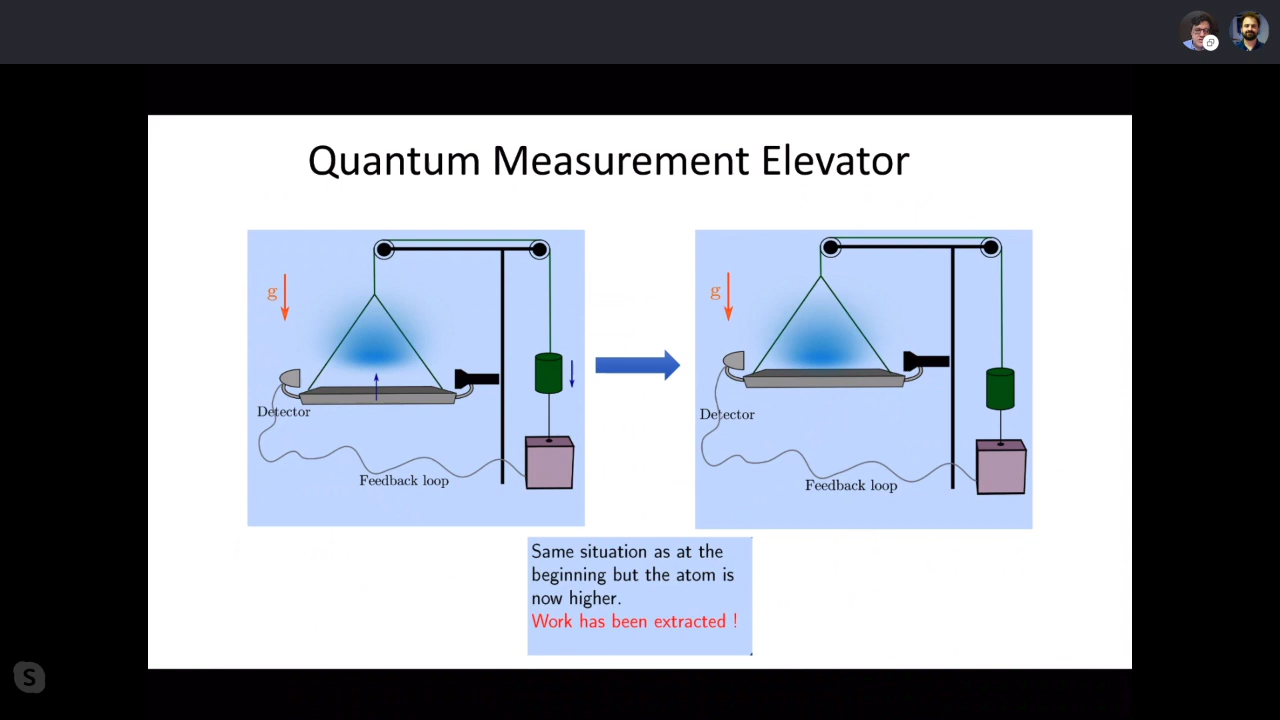 Quantum Measurement Elevator
g
Detector
Feedback loop
g
Detector
Feedback loop
Same situation as at the
beginning but the atom is
now higher.
Work has been extracted !
S